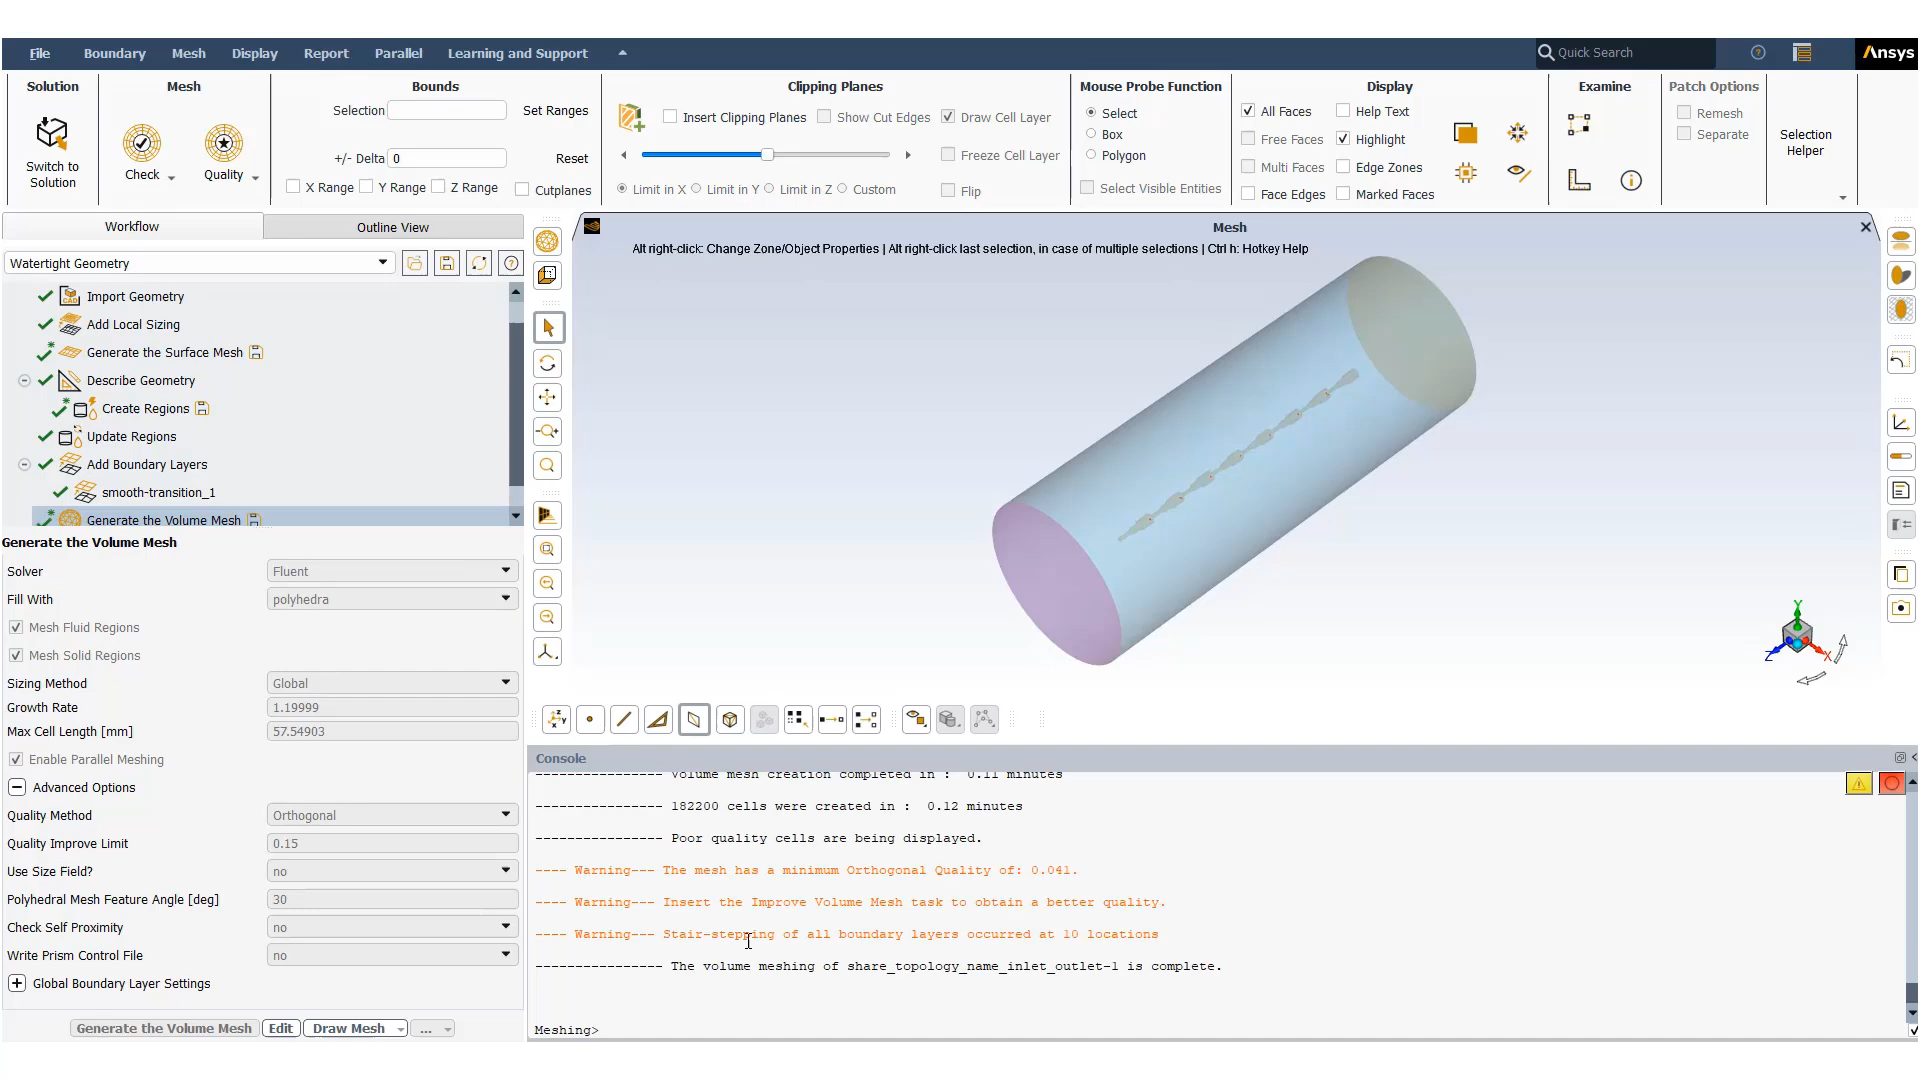 File Boundary Mesh Display Report Parallel Learning and Support Quick Search Ansys
Solution Mesh Bounds Clipping Planes Mouse Probe Function Display Examine Patch Options
Selection Set Ranges Insert Clipping Planes Show Cut Edges Draw Cell Layer Select All Faces Help Text Remesh
Box Free Faces Highlight Separate Selection
Switch to +/- Delta 0 Reset Freeze Cell Layer Polygon Multi Faces Edge Zones Helper
Solution Check Quality X Range Y Range Z Range Cutplanes Limit in X Limit in Y Limit in Z Custom Flip Select Visible Entities Face Edges Marked Faces
Workflow Outline View Mesh
Alt right-click: Change Zone/Object Properties | Alt right-click last selection, in case of multiple selections | Ctrl h: Hotkey Help
Watertight Geometry
Import Geometry
Add Local Sizing
Generate the Surface Mesh
Describe Geometry
Create Regions
Update Regions
Add Boundary Layers
smooth-transition_1
Generate the Volume Mesh
Generate the Volume Mesh
Solver Fluent
Fill With polyhedra
Mesh Fluid Regions
Mesh Solid Regions
Sizing Method Global
Growth Rate 1.19999
Max Cell Length [mm] 57.54903
Enable Parallel Meshing
Advanced Options
Quality Method Orthogonal
Quality Improve Limit 0.15
Use Size Field? no
Polyhedral Mesh Feature Angle [deg] 30
Check Self Proximity no
Write Prism Control File no
Global Boundary Layer Settings
Generate the Volume Mesh Edit Draw Mesh ...
Y
Z X
Console
---------------- volume mesh creation completed in : 0.11 minutes
---------------- 182200 cells were created in : 0.12 minutes
---------------- Poor quality cells are being displayed.
---- Warning--- The mesh has a minimum Orthogonal Quality of: 0.041.
---- Warning--- Insert the Improve Volume Mesh task to obtain a better quality.
---- Warning--- Stair-stepping of all boundary layers occurred at 10 locations
---------------- The volume meshing of share_topology_name_inlet_outlet-1 is complete.
Meshing>